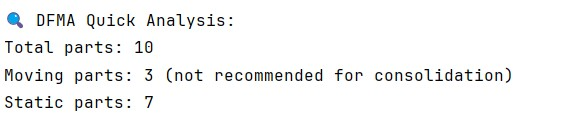 🔍 DFMA Quick Analysis:
Total parts: 10
Moving parts: 3 (not recommended for consolidation)
Static parts: 7